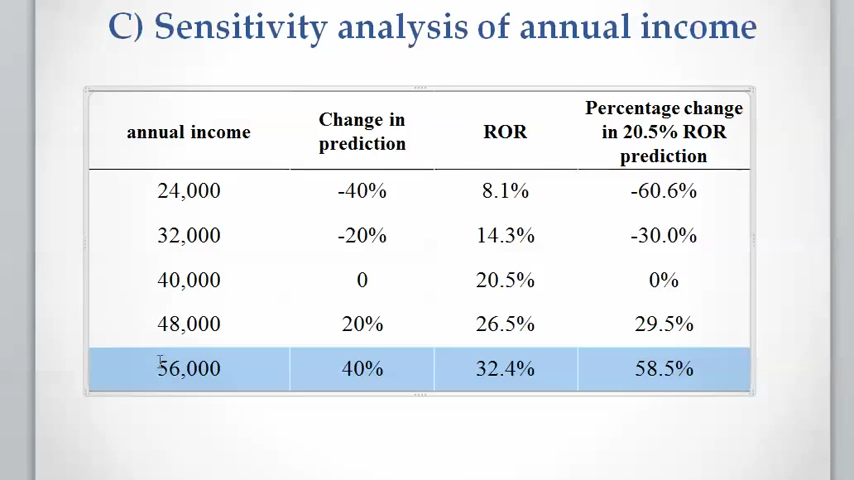 C) Sensitivity analysis of annual income
annual income Change in prediction ROR Percentage change in 20.5% ROR prediction
24,000 -40% 8.1% -60.6%
32,000 -20% 14.3% -30.0%
40,000 0 20.5% 0%
48,000 20% 26.5% 29.5%
56,000 40% 32.4% 58.5%